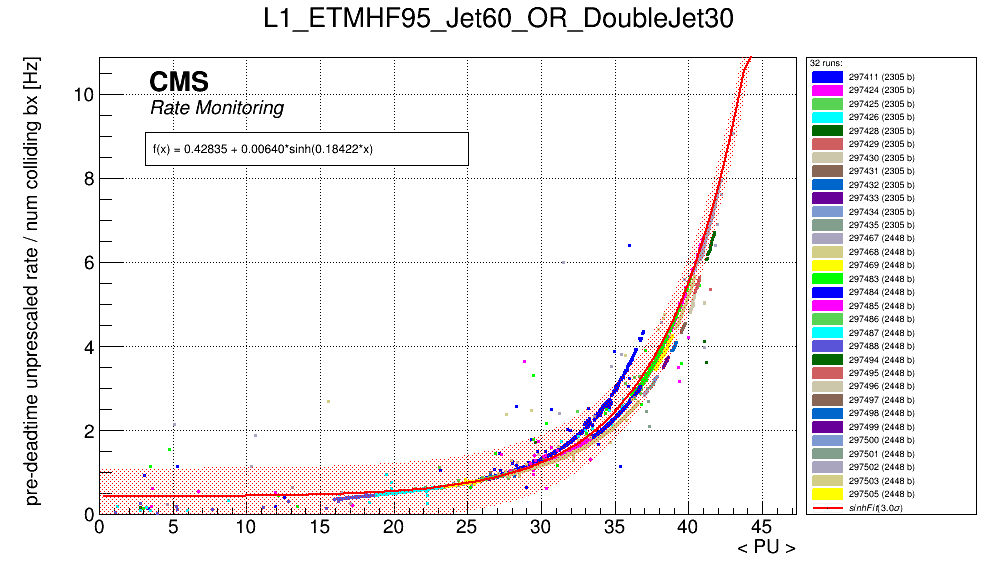 L1_ETMHF95_Jet60_OR_DoubleJet30
pre-deadtime unprescaled rate / num colliding bx [Hz]
CMS
Rate Monitoring
f(x) = 0.42835 + 0.00640*sinh(0.18422*x)
10
8
6
4
2
0
0 5 10 15 20 25 30 35 40 45
< PU >
32 runs:
297411 (2305 b)
297424 (2305 b)
297425 (2305 b)
297426 (2305 b)
297428 (2305 b)
297429 (2305 b)
297430 (2305 b)
297431 (2305 b)
297432 (2305 b)
297433 (2305 b)
297434 (2305 b)
297435 (2305 b)
297467 (2448 b)
297468 (2448 b)
297469 (2448 b)
297483 (2448 b)
297484 (2448 b)
297485 (2448 b)
297486 (2448 b)
297487 (2448 b)
297488 (2448 b)
297494 (2448 b)
297495 (2448 b)
297496 (2448 b)
297497 (2448 b)
297498 (2448 b)
297499 (2448 b)
297500 (2448 b)
297501 (2448 b)
297502 (2448 b)
297503 (2448 b)
297505 (2448 b)
sinhFit(3.0σ)